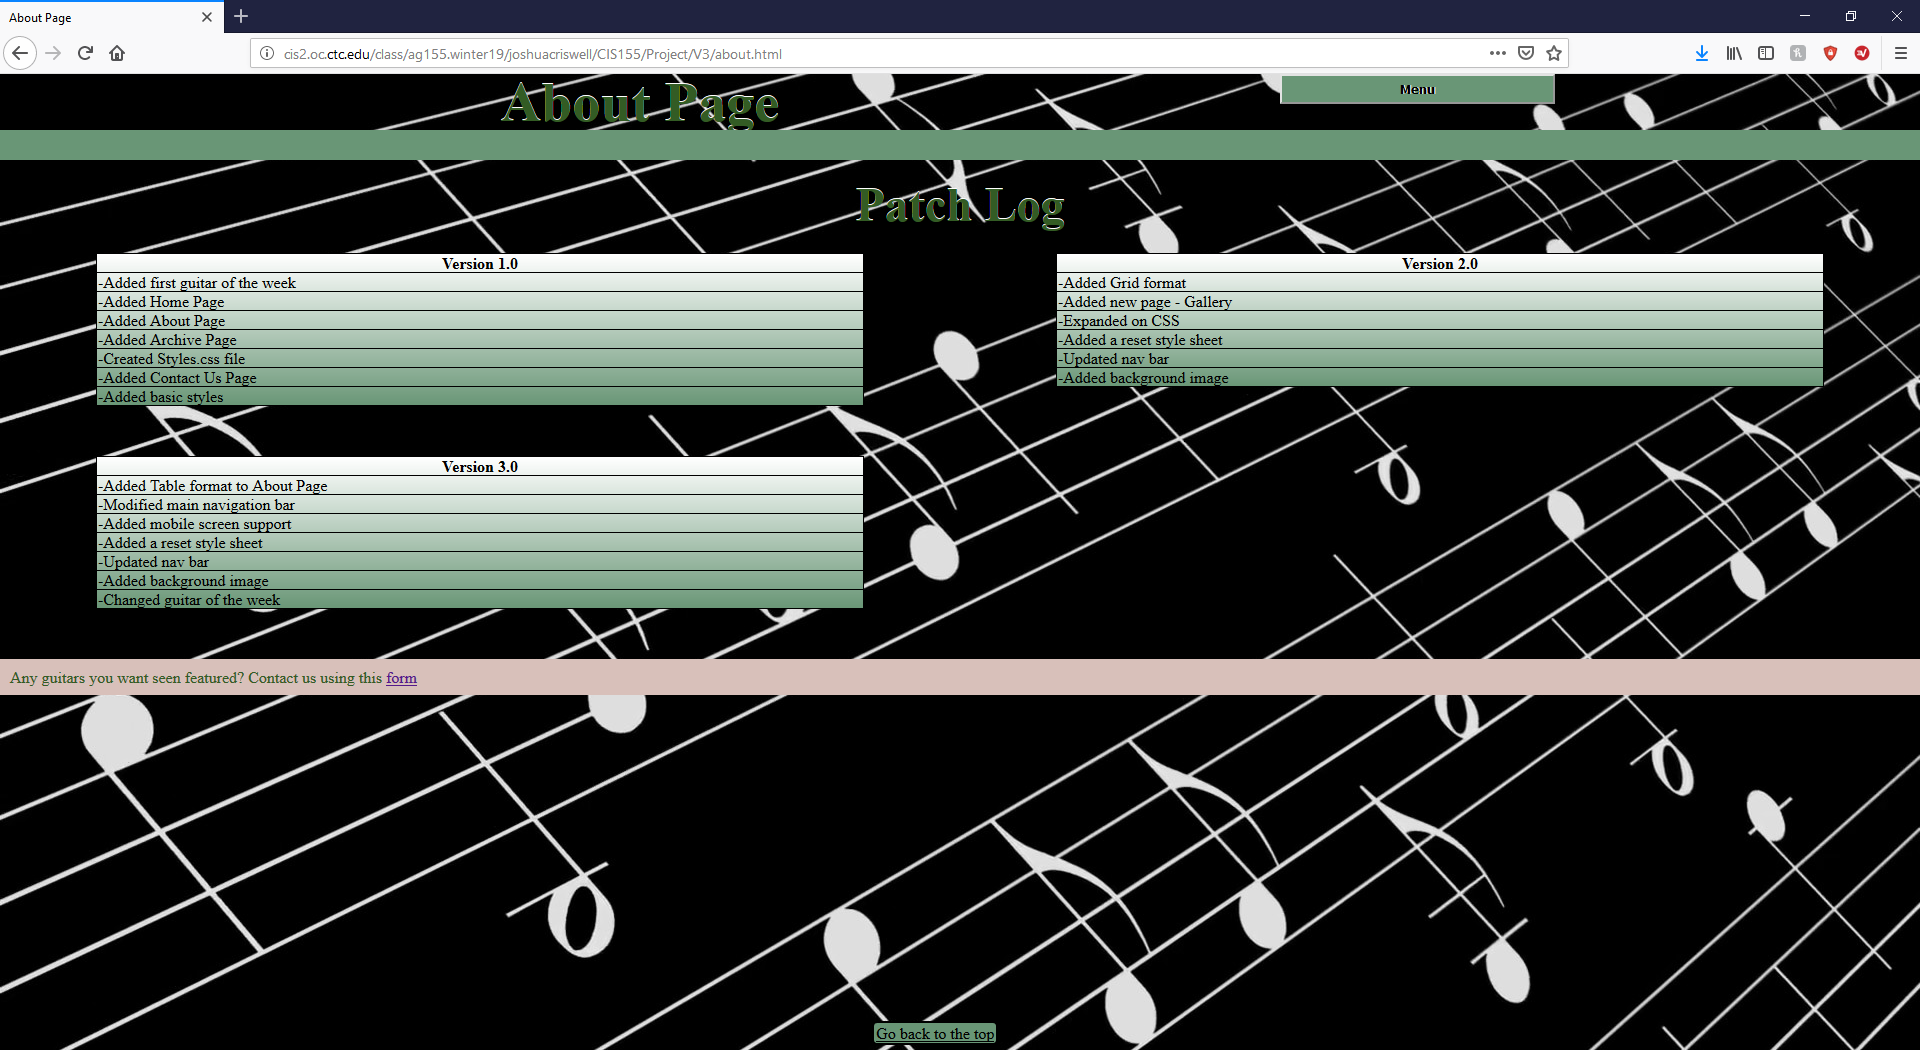 About Page
cis2.oc.ctc.edu/class/ag155.winter19/joshuacriswell/CIS155/Project/V3/about.html
About Page
Menu
Patch Log
Version 1.0
-Added first guitar of the week
-Added Home Page
-Added About Page
-Added Archive Page
-Created Styles.css file
-Added Contact Us Page
-Added basic styles
Version 2.0
-Added Grid format
-Added new page - Gallery
-Expanded on CSS
-Added a reset style sheet
-Updated nav bar
-Added background image
Version 3.0
-Added Table format to About Page
-Modified main navigation bar
-Added mobile screen support
-Added a reset style sheet
-Updated nav bar
-Added background image
-Changed guitar of the week
Any guitars you want seen featured? Contact us using this form
Go back to the top